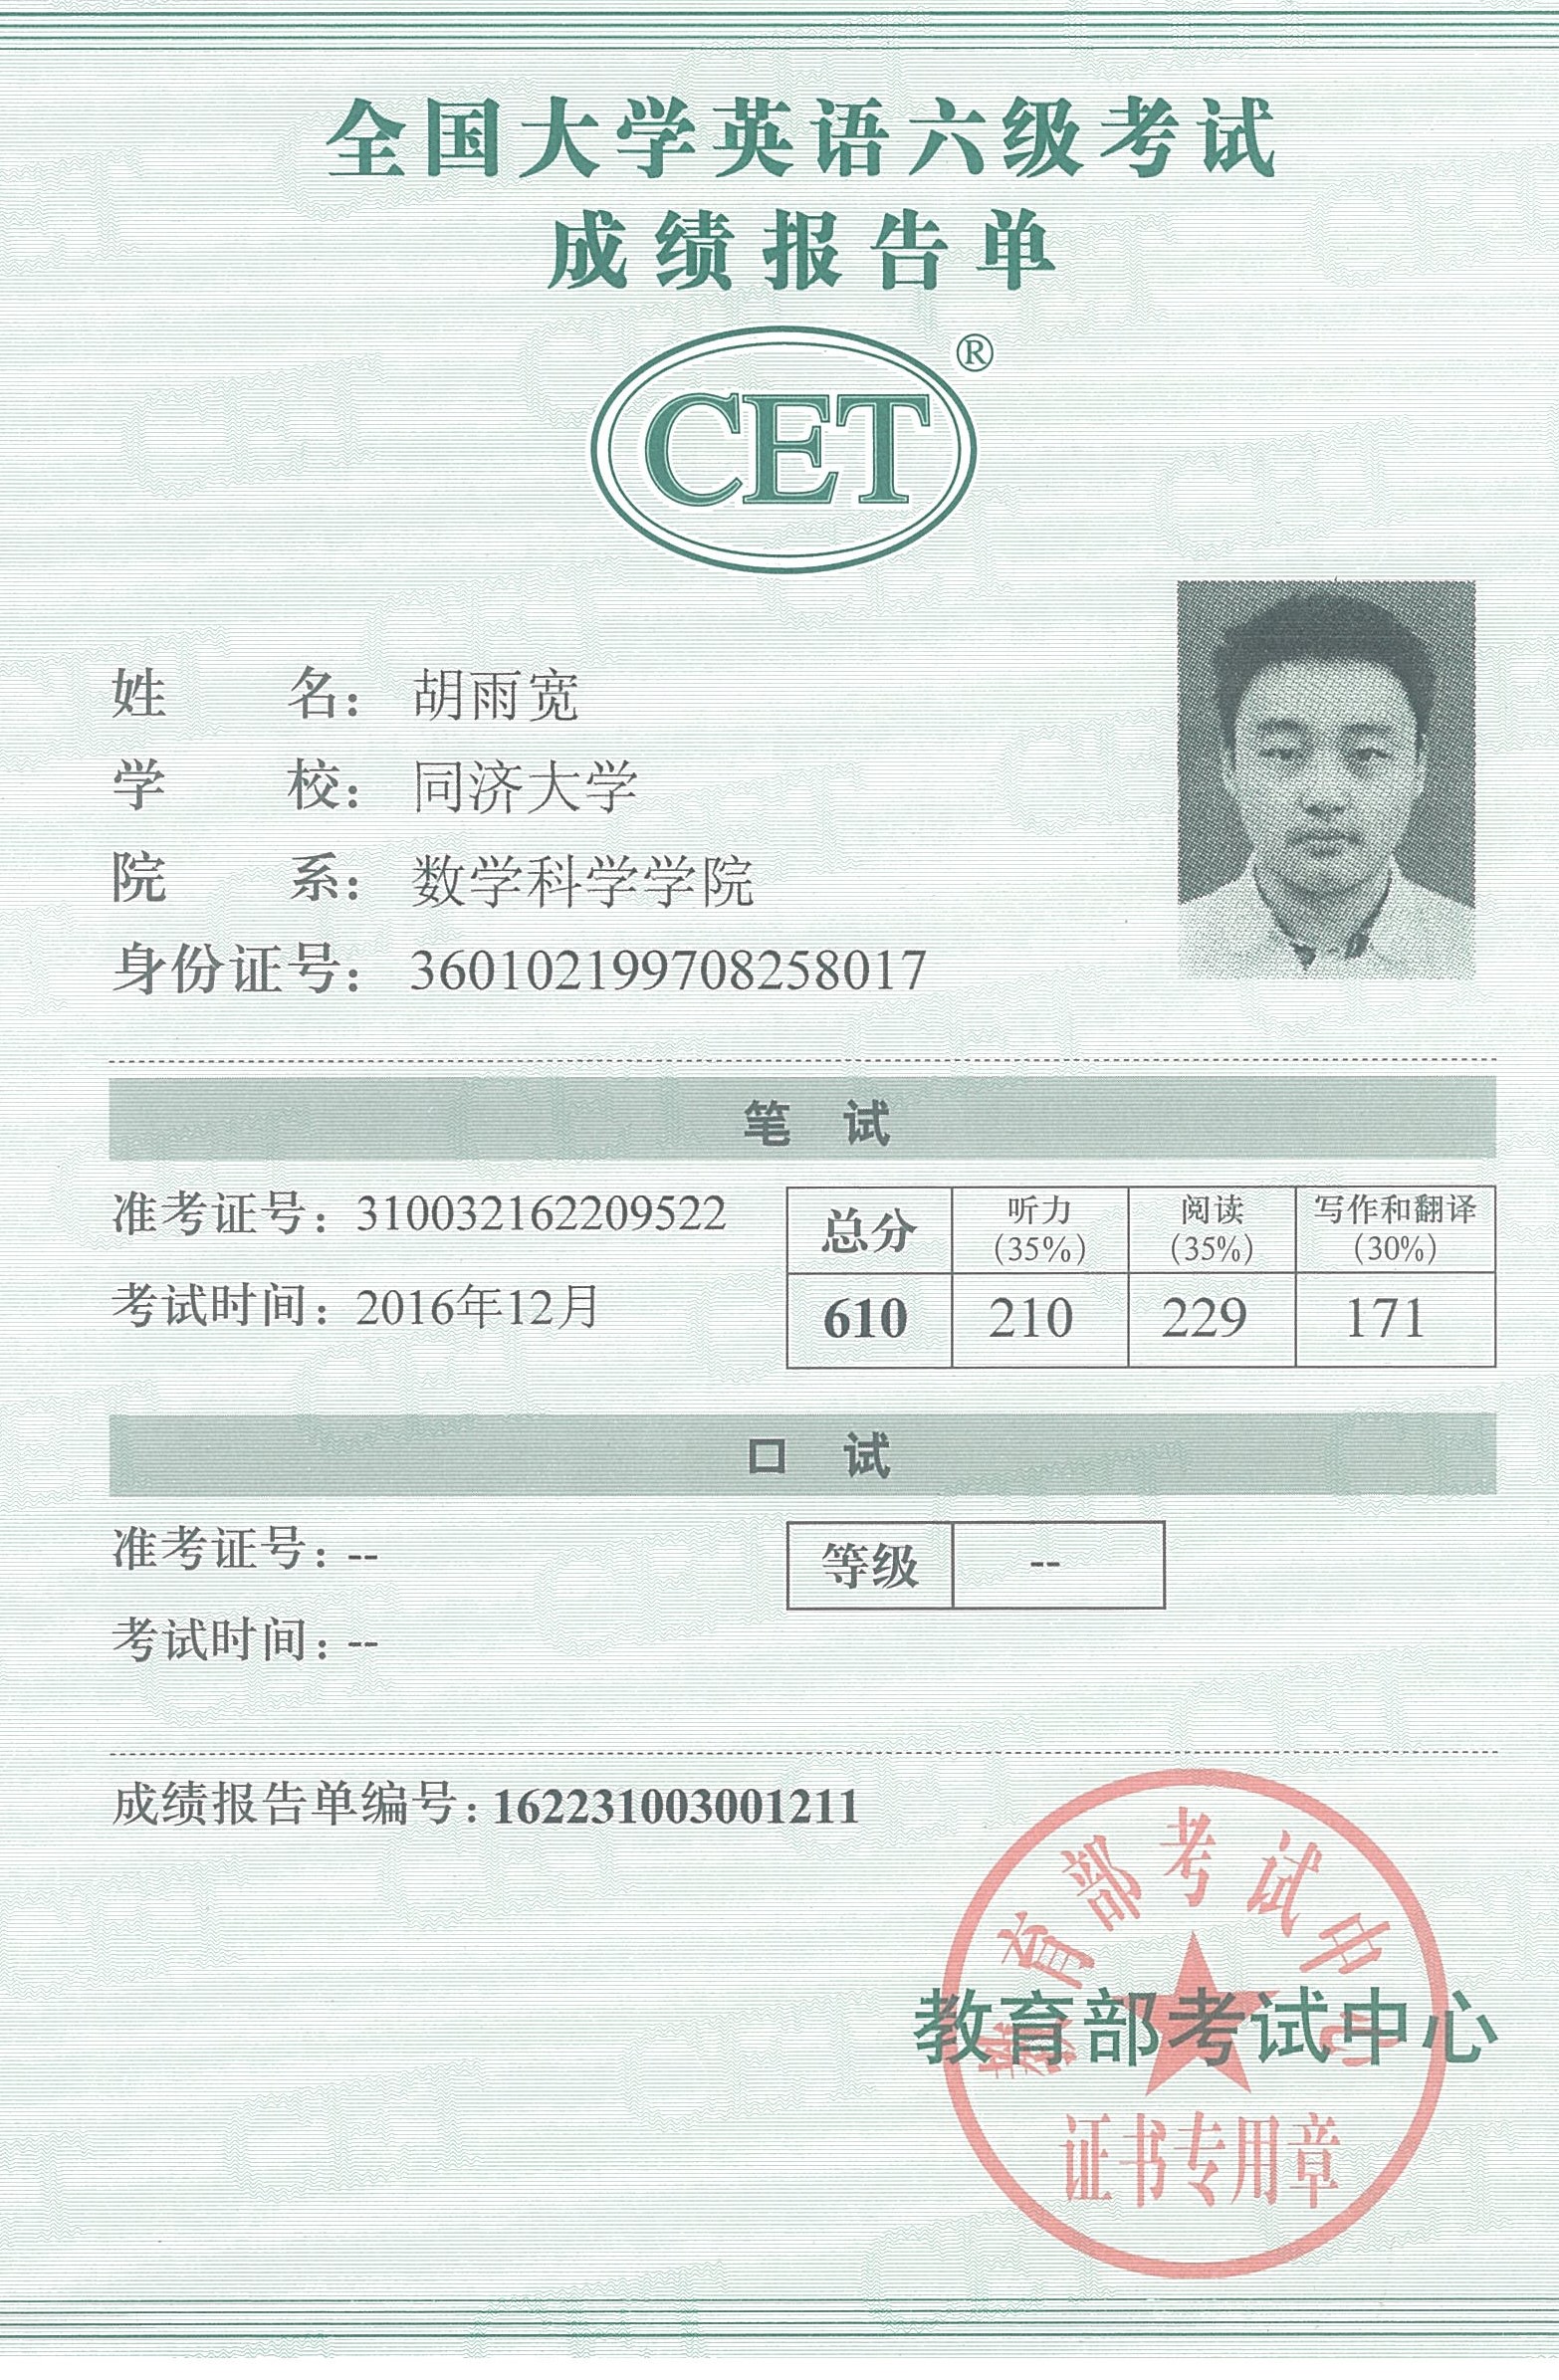 全国大学英语六级考试
成绩报告单
CET®
姓名：胡雨宽
学校：同济大学
院系：数学科学学院
身份证号：360102199708258017
笔 试
准考证号：310032162209522
考试时间：2016年12月
总分 听力（35%） 阅读（35%） 写作和翻译（30%）
610 210 229 171
口 试
准考证号：--
考试时间：--
等级 --
成绩报告单编号：162231003001211
教育部考试中心
教育部考试中心
证书专用章